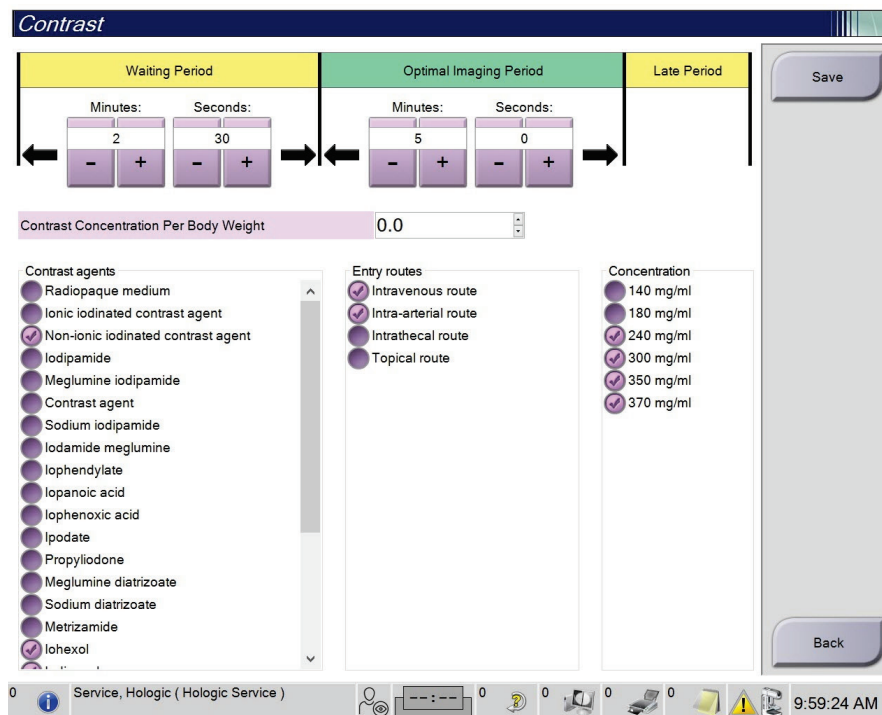 Contrast
Waiting Period
Optimal Imaging Period
Late Period
Save
Minutes:
Seconds:
Minutes:
Seconds:
2
30
5
0
- +
- +
- +
- +
Contrast Concentration Per Body Weight
0.0
Contrast agents
Radiopaque medium
Ionic iodinated contrast agent
Non-ionic iodinated contrast agent
Iodipamide
Meglumine iodipamide
Contrast agent
Sodium iodipamide
Iodamide meglumine
Iophendylate
Iopanoic acid
Iophenoxic acid
Ipodate
Propyliodone
Meglumine diatrizoate
Sodium diatrizoate
Metrizamide
Iohexol
Entry routes
Intravenous route
Intra-arterial route
Intrathecal route
Topical route
Concentration
140 mg/ml
180 mg/ml
240 mg/ml
300 mg/ml
350 mg/ml
370 mg/ml
Back
0
Service, Hologic ( Hologic Service )
--:--
0
0
0
0
9:59:24 AM